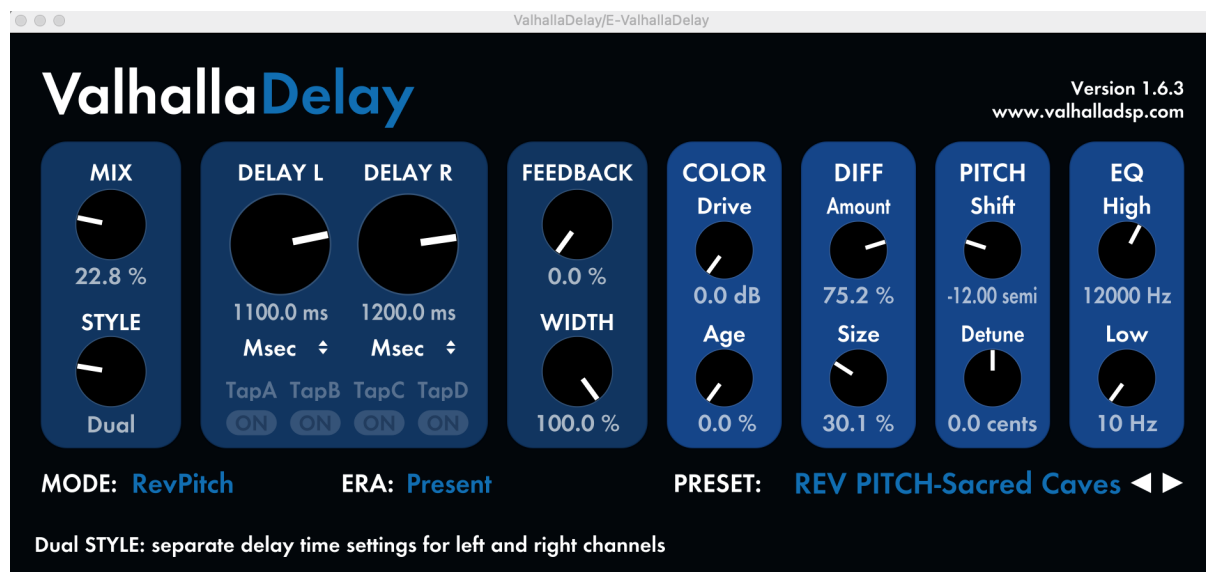 ValhallaDelay/E-ValhallaDelay
ValhallaDelay
Version 1.6.3
www.valhalladsp.com
MIX
22.8 %
STYLE
Dual
DELAY L DELAY R
1100.0 ms 1200.0 ms
Msec Msec
TapA TapB TapC TapD
ON ON ON ON
FEEDBACK
0.0 %
WIDTH
100.0 %
COLOR
Drive
0.0 dB
Age
0.0 %
DIFF
Amount
75.2 %
Size
30.1 %
PITCH
Shift
-12.00 semi
Detune
0.0 cents
EQ
High
12000 Hz
Low
10 Hz
MODE: RevPitch ERA: Present PRESET: REV PITCH-Sacred Caves
Dual STYLE: separate delay time settings for left and right channels